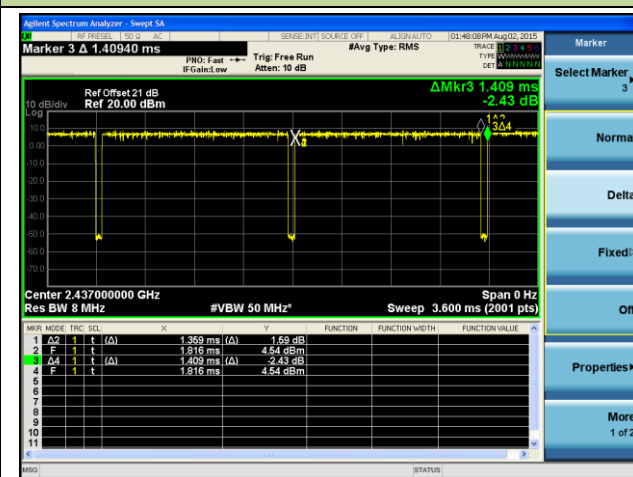 Agilent Spectrum Analyzer - Swept SA
RF PRESEL 50 Ω AC SENSE:INT SOURCE OFF ALIGN AUTO 01:48:08 PM Aug 02, 2015
Marker 3 Δ 1.40940 ms
PNO: Fast
IFGain:Low
Trig: Free Run
Atten: 10 dB
#Avg Type: RMS
TRACE 1 2 3 4 5 6
TYPE
DET A N N N N N
Marker
Select Marker
3
Normal
Delta
Fixed
Off
Properties
More
1 of 2
ΔMkr3 1.409 ms
-2.43 dB
Ref Offset 21 dB
10 dB/div Ref 20.00 dBm
Log
10.0
0.00
-10.0
-20.0
-30.0
-40.0
-50.0
-60.0
-70.0
1Δ2
3Δ4
Center 2.437000000 GHz Span 0 Hz
Res BW 8 MHz #VBW 50 MHz* Sweep 3.600 ms (2001 pts)
MKR MODE TRC SCL X Y FUNCTION FUNCTION WIDTH FUNCTION VALUE
1 Δ2 1 t (Δ) 1.359 ms (Δ) 1.59 dB
2 F 1 t 1.816 ms 4.54 dBm
3 Δ4 1 t (Δ) 1.409 ms (Δ) -2.43 dB
4 F 1 t 1.816 ms 4.54 dBm
5
6
7
8
9
10
11
MSG STATUS